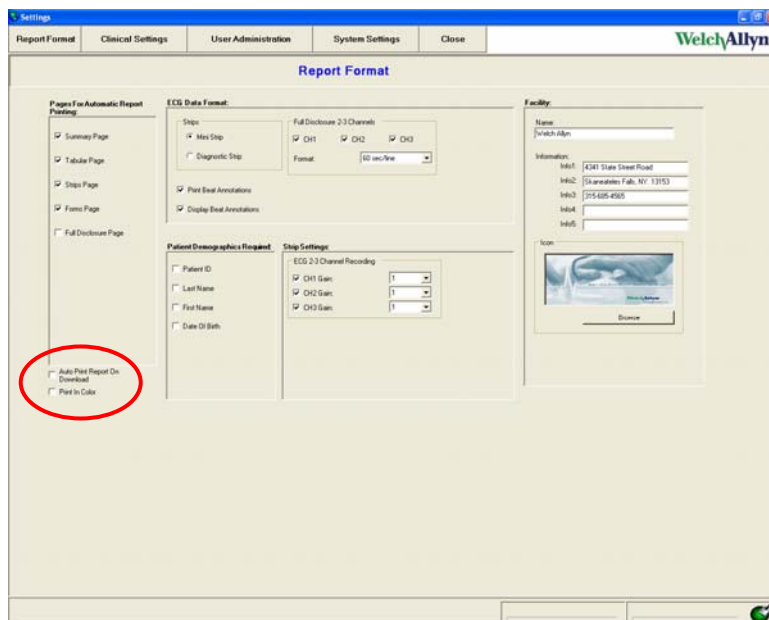 Settings
Report Format
Clinical Settings
User Administration
System Settings
Close
WelchAllyn
Report Format
Pages For Automatic Report
Printing:
Summary Page
Tabular Page
Strips Page
Forms Page
Full Disclosure Page
Auto Print Report On
Download
Print In Color
ECG Data Format:
Strips
Mini Strip
Diagnostic Strip
Full Disclosure 2-3 Channels
CH1
CH2
CH3
Format
60 sec/line
Print Beat Annotations
Display Beat Annotations
Patient Demographics Required:
Patient ID
Last Name
First Name
Date Of Birth
Strip Settings:
ECG 2-3 Channel Recording
CH1 Gain: 1
CH2 Gain: 1
CH3 Gain: 1
Facility:
Name:
Welch Allyn
Information:
Info1: 4341 State Street Road
Info2: Skaneateles Falls, NY 13153
Info3: 315-685-4565
Info4:
Info5:
Icon
WelchAllyn
Browse